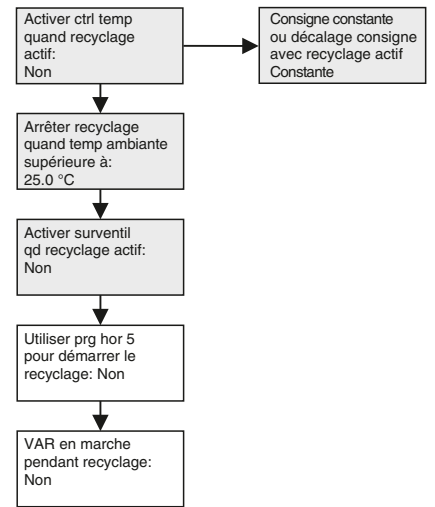 Activer ctrl temp
quand recyclage
actif:
Non
Consigne constante
ou décalage consigne
avec recyclage actif
Constante
Arrêter recyclage
quand temp ambiante
supérieure à:
25.0 °C
Activer surventil
qd recyclage actif:
Non
Utiliser prg hor 5
pour démarrer le
recyclage: Non
VAR en marche
pendant recyclage:
Non